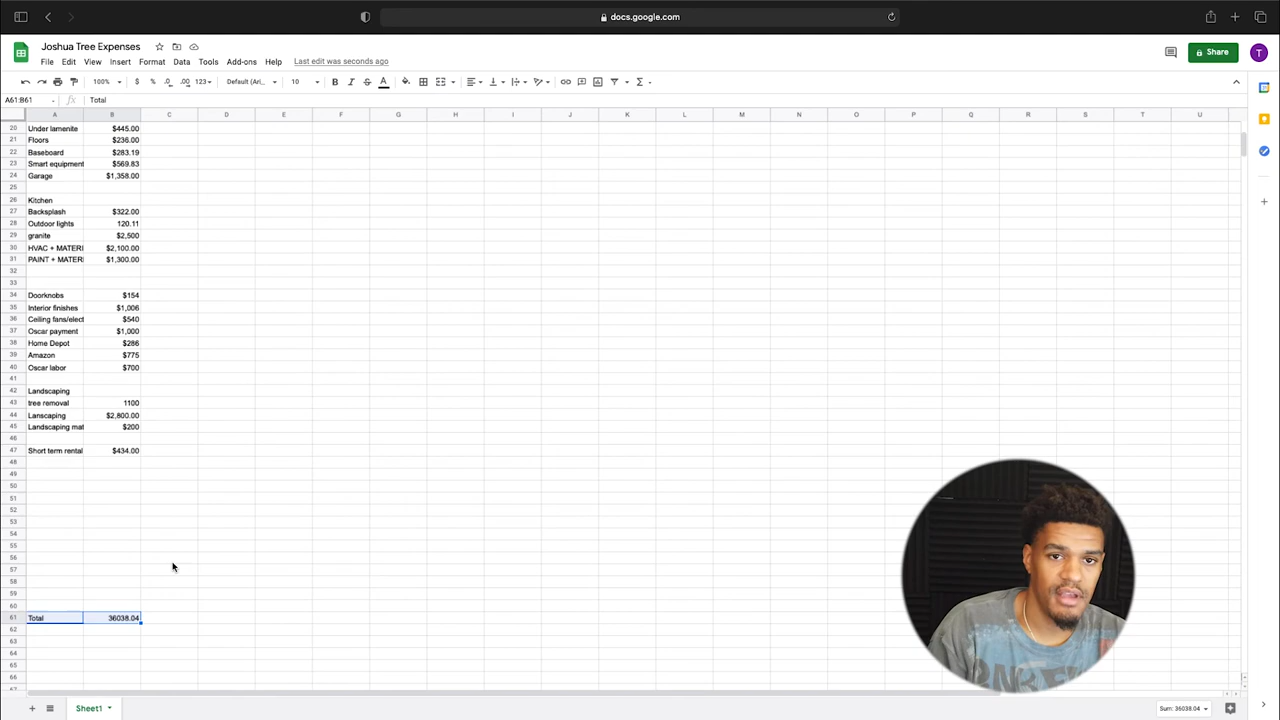 docs.google.com
Joshua Tree Expenses
File Edit View Insert Format Data Tools Add-ons Help Last edit was seconds ago
Share T
100% $ % .0 .00 123 Default (Ari... 10 B I S A
A61:B61 fx Total
A B C D E F G H I J K L M N O P Q R S T U
20 Under lamenite $445.00
21 Floors $236.00
22 Baseboard $283.19
23 Smart equipment $569.83
24 Garage $1,358.00
25
26 Kitchen
27 Backsplash $322.00
28 Outdoor lights 120.11
29 granite $2,500
30 HVAC + MATERI $2,100.00
31 PAINT + MATER $1,300.00
32
33
34 Doorknobs $154
35 Interior finishes $1,006
36 Ceiling fans/elect $540
37 Oscar payment $1,000
38 Home Depot $286
39 Amazon $775
40 Oscar labor $700
41
42 Landscaping
43 tree removal 1100
44 Lanscaping $2,800.00
45 Landscaping mat $200
46
47 Short term rental $434.00
48
49
50
51
52
53
54
55
56
57
58
59
60
61 Total 36038.04
62
63
64
65
66
67
Sheet1 Sum: 36038.04